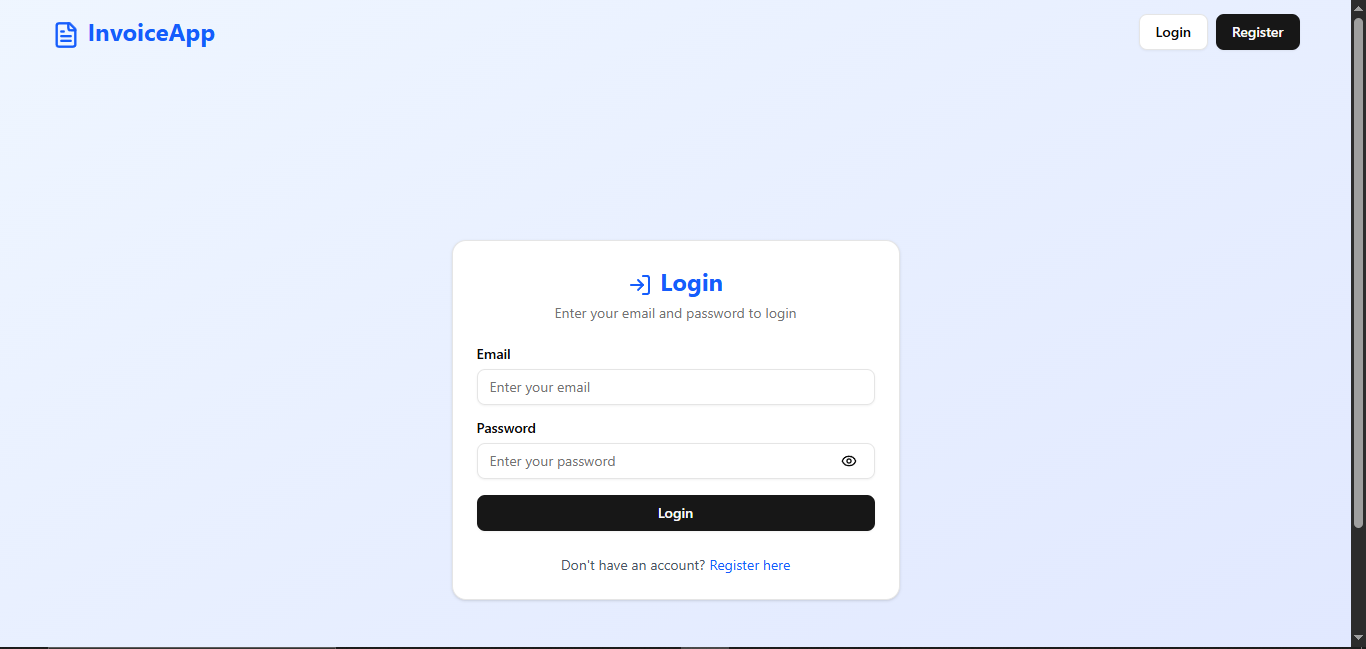 InvoiceApp
Login
Register
Login
Enter your email and password to login
Email
Enter your email
Password
Enter your password
Login
Don't have an account? Register here